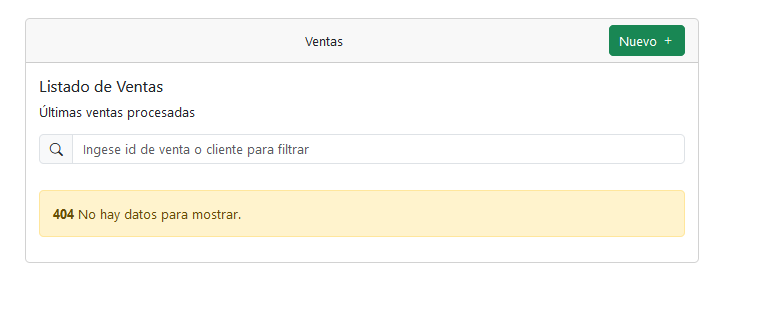 Ventas
Nuevo +
Listado de Ventas
Últimas ventas procesadas
Ingese id de venta o cliente para filtrar
404 No hay datos para mostrar.